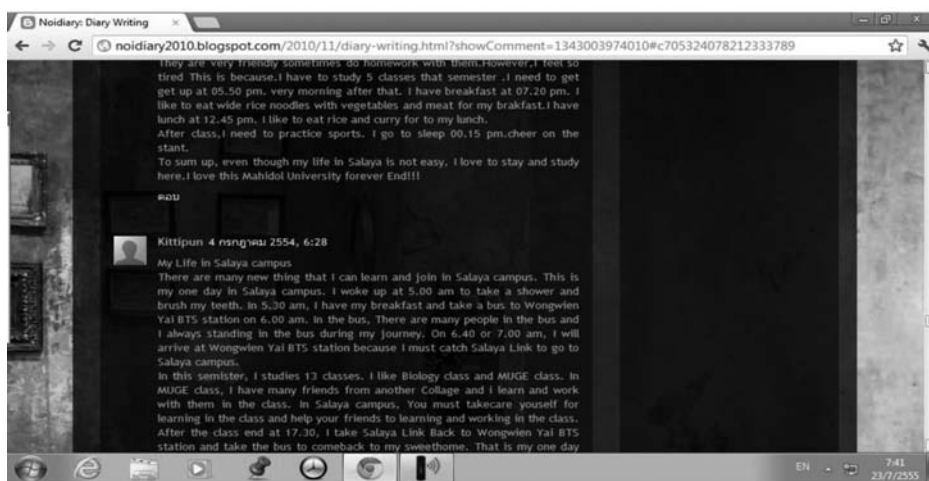 Noidiary: Diary Writing
noidiary2010.blogspot.com/2010/11/diary-writing.html?showComment=1343003974010#c705324078212333789
They are very friendly sometimes do homework with them.However,I feel so
tired This is because.I have to study 5 classes that semester .I need to get
get up at 05.50 pm. very morning after that. I have breakfast at 07.20 pm. I
like to eat wide rice noodles with vegetables and meat for my brakfast.I have
lunch at 12.45 pm. I like to eat rice and curry for to my lunch.
After class,I need to practice sports. I go to sleep 00.15 pm.cheer on the
stant.
To sum up, even though my life in Salaya is not easy. I love to stay and study
here.I love this Mahidol University forever End!!!
ตอบ
Kittipun 4 กรกฎาคม 2554, 6:28
My Life in Salaya campus
There are many new thing that I can learn and join in Salaya campus. This is
my one day in Salaya campus. I woke up at 5.00 am to take a shower and
brush my teeth. In 5.30 am, I have my breakfast and take a bus to Wongwien
Yai BTS station on 6.00 am. In the bus, There are many people in the bus and
I always standing in the bus during my journey. On 6.40 or 7.00 am, I will
arrive at Wongwien Yai BTS station because I must catch Salaya Link to go to
Salaya campus.
In this semister, I studies 13 classes. I like Biology class and MUGE class. In
MUGE class, I have many friends from another Collage and i learn and work
with them in the class. In Salaya campus, You must takecare youself for
learning in the class and help your friends to learning and working in the class.
After the class end at 17.30, I take Salaya Link Back to Wongwien Yai BTS
station and take the bus to comeback to my sweethome. That is my one day
EN
7:41
23/7/2555